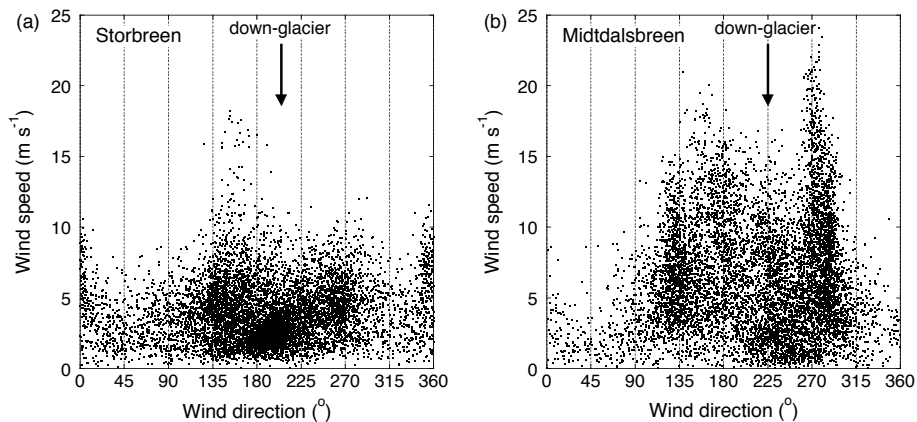 (a)
Storbreen
down-glacier
25
20
15
10
5
0
Wind speed (m s⁻¹)
0 45 90 135 180 225 270 315 360
Wind direction (°)
(b)
Midtdalsbreen
down-glacier
25
20
15
10
5
0
Wind speed (m s⁻¹)
0 45 90 135 180 225 270 315 360
Wind direction (°)